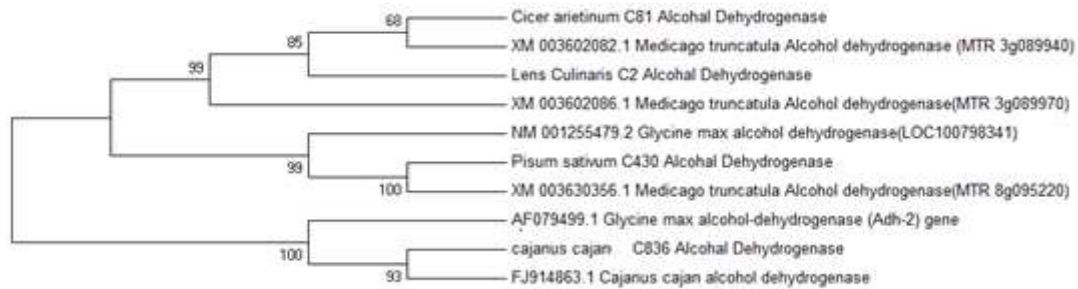 68 Cicer arietinum C81 Alcohal Dehydrogenase
85 XM 003602082.1 Medicago truncatula Alcohol dehydrogenase (MTR 3g089940)
99 Lens Culinaris C2 Alcohal Dehydrogenase
XM 003602086.1 Medicago truncatula Alcohol dehydrogenase(MTR 3g089970)
NM 001255479.2 Glycine max alcohol dehydrogenase(LOC100798341)
99 Pisum sativum C430 Alcohal Dehydrogenase
100 XM 003630356.1 Medicago truncatula Alcohol dehydrogenase(MTR 8g095220)
AF079499.1 Glycine max alcohol-dehydrogenase (Adh-2) gene
100 cajanus cajan C836 Alcohal Dehydrogenase
93 FJ914863.1 Cajanus cajan alcohol dehydrogenase